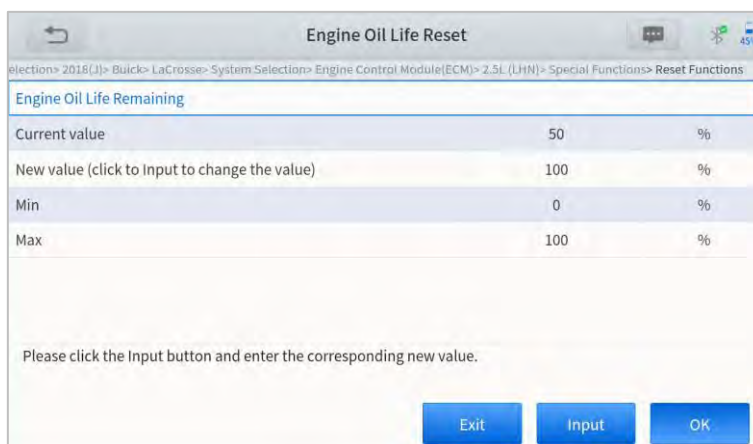 Engine Oil Life Reset
45%
election> 2018(J)> Buick> LaCrosse> System Selection> Engine Control Module(ECM)> 2.5L (LHN)> Special Functions> Reset Functions
Engine Oil Life Remaining
Current value 50 %
New value (click to Input to change the value) 100 %
Min 0 %
Max 100 %
Please click the Input button and enter the corresponding new value.
Exit Input OK